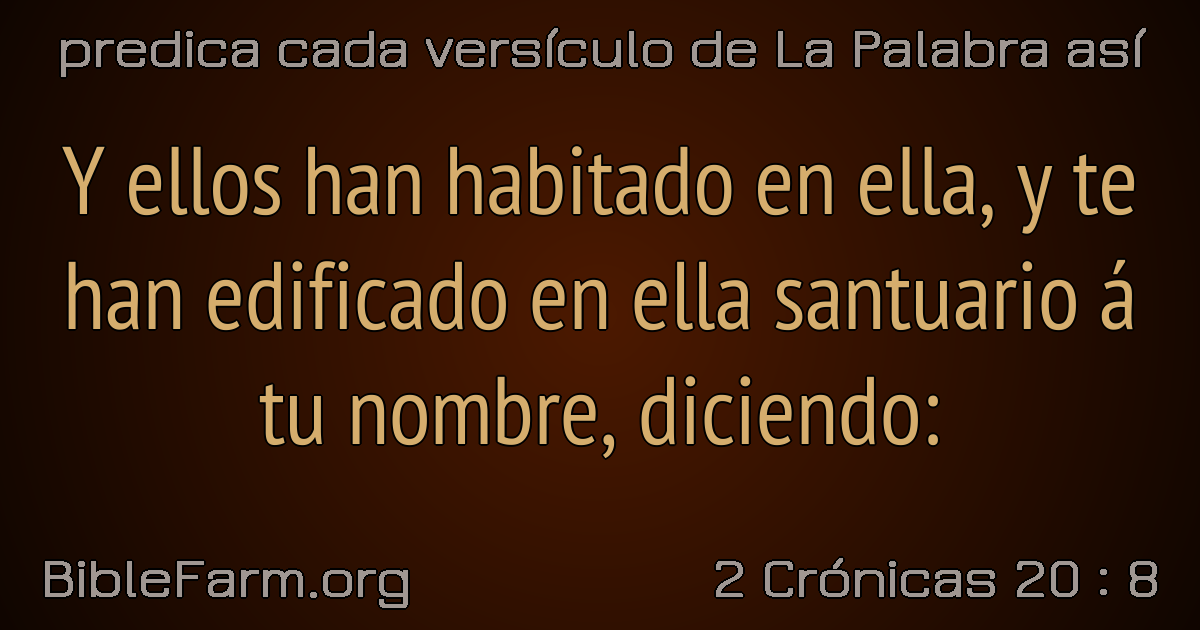 predica cada versículo de La Palabra así
Y ellos han habitado en ella, y te
han edificado en ella santuario á
tu nombre, diciendo:
BibleFarm.org
2 Crónicas 20 : 8